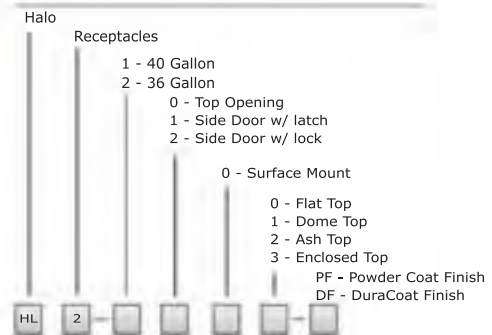 Halo
Receptacles
1 - 40 Gallon
2 - 36 Gallon
0 - Top Opening
1 - Side Door w/ latch
2 - Side Door w/ lock
0 - Surface Mount
0 - Flat Top
1 - Dome Top
2 - Ash Top
3 - Enclosed Top
PF - Powder Coat Finish
DF - DuraCoat Finish
HL 2 - -